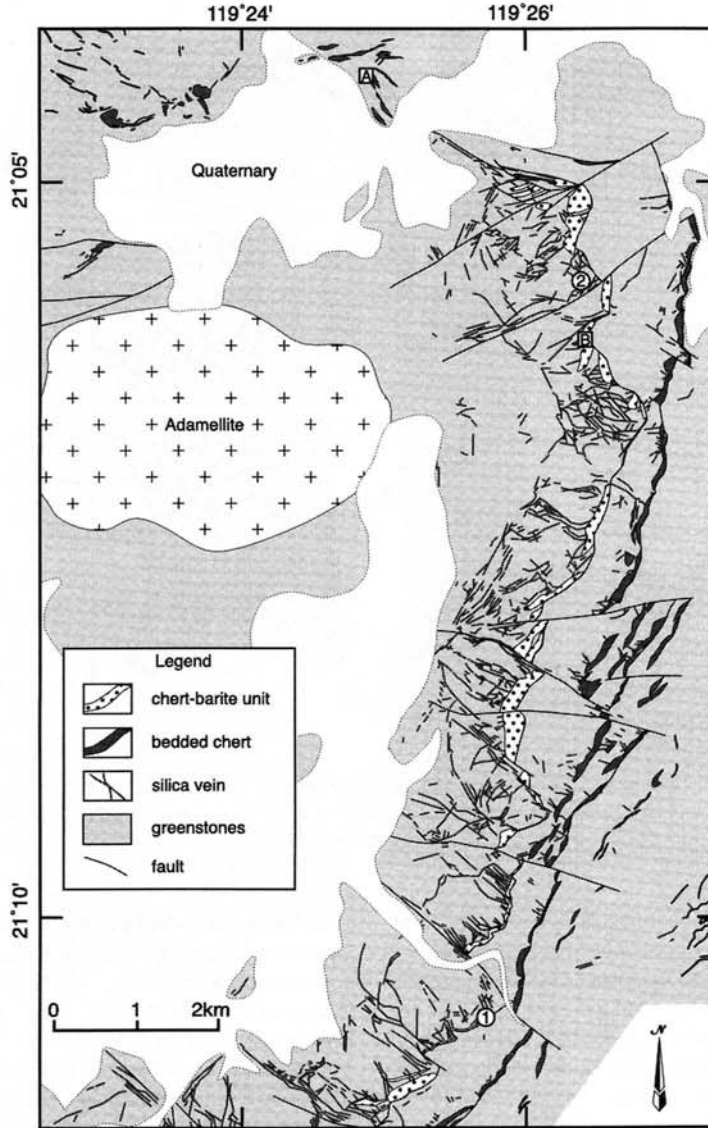 119°24' 119°26'
A
21°05'
Quaternary
2
B
Adamellite
Legend
chert-barite unit
bedded chert
silica vein
greenstones
fault
21°10'
0 1 2km
1
N